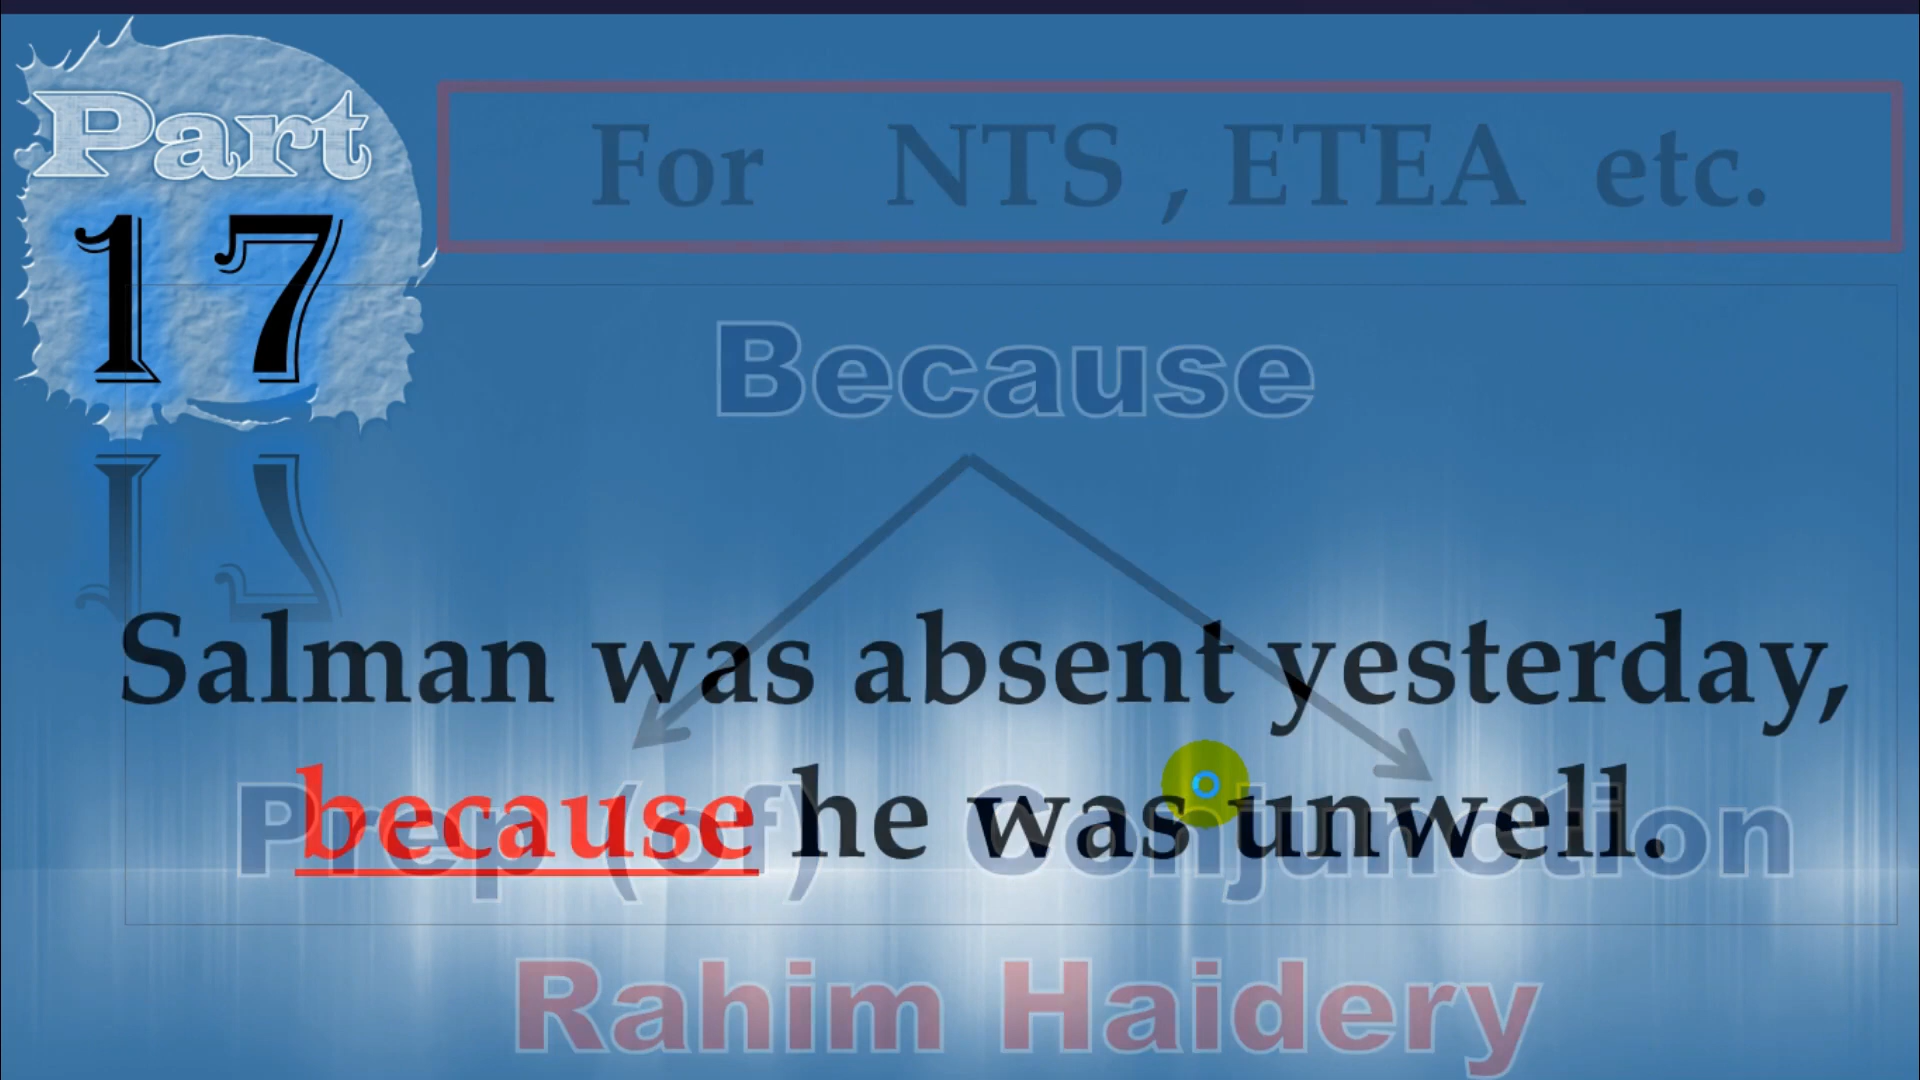 Part
17
For NTS , ETEA etc.
Because
Salman was absent yesterday,
because he was unwell.
Prep (of) Conjunction
Rahim Haidery